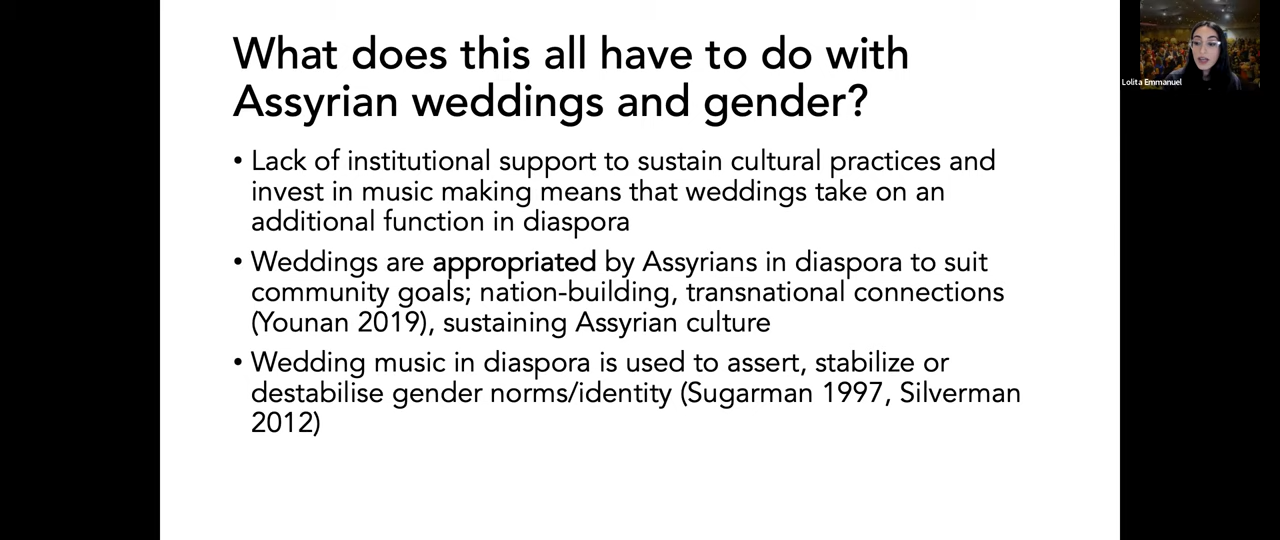 What does this all have to do with
Assyrian weddings and gender?
• Lack of institutional support to sustain cultural practices and
invest in music making means that weddings take on an
additional function in diaspora
• Weddings are appropriated by Assyrians in diaspora to suit
community goals; nation-building, transnational connections
(Younan 2019), sustaining Assyrian culture
• Wedding music in diaspora is used to assert, stabilize or
destabilise gender norms/identity (Sugarman 1997, Silverman
2012)
Lolita Emmanuel